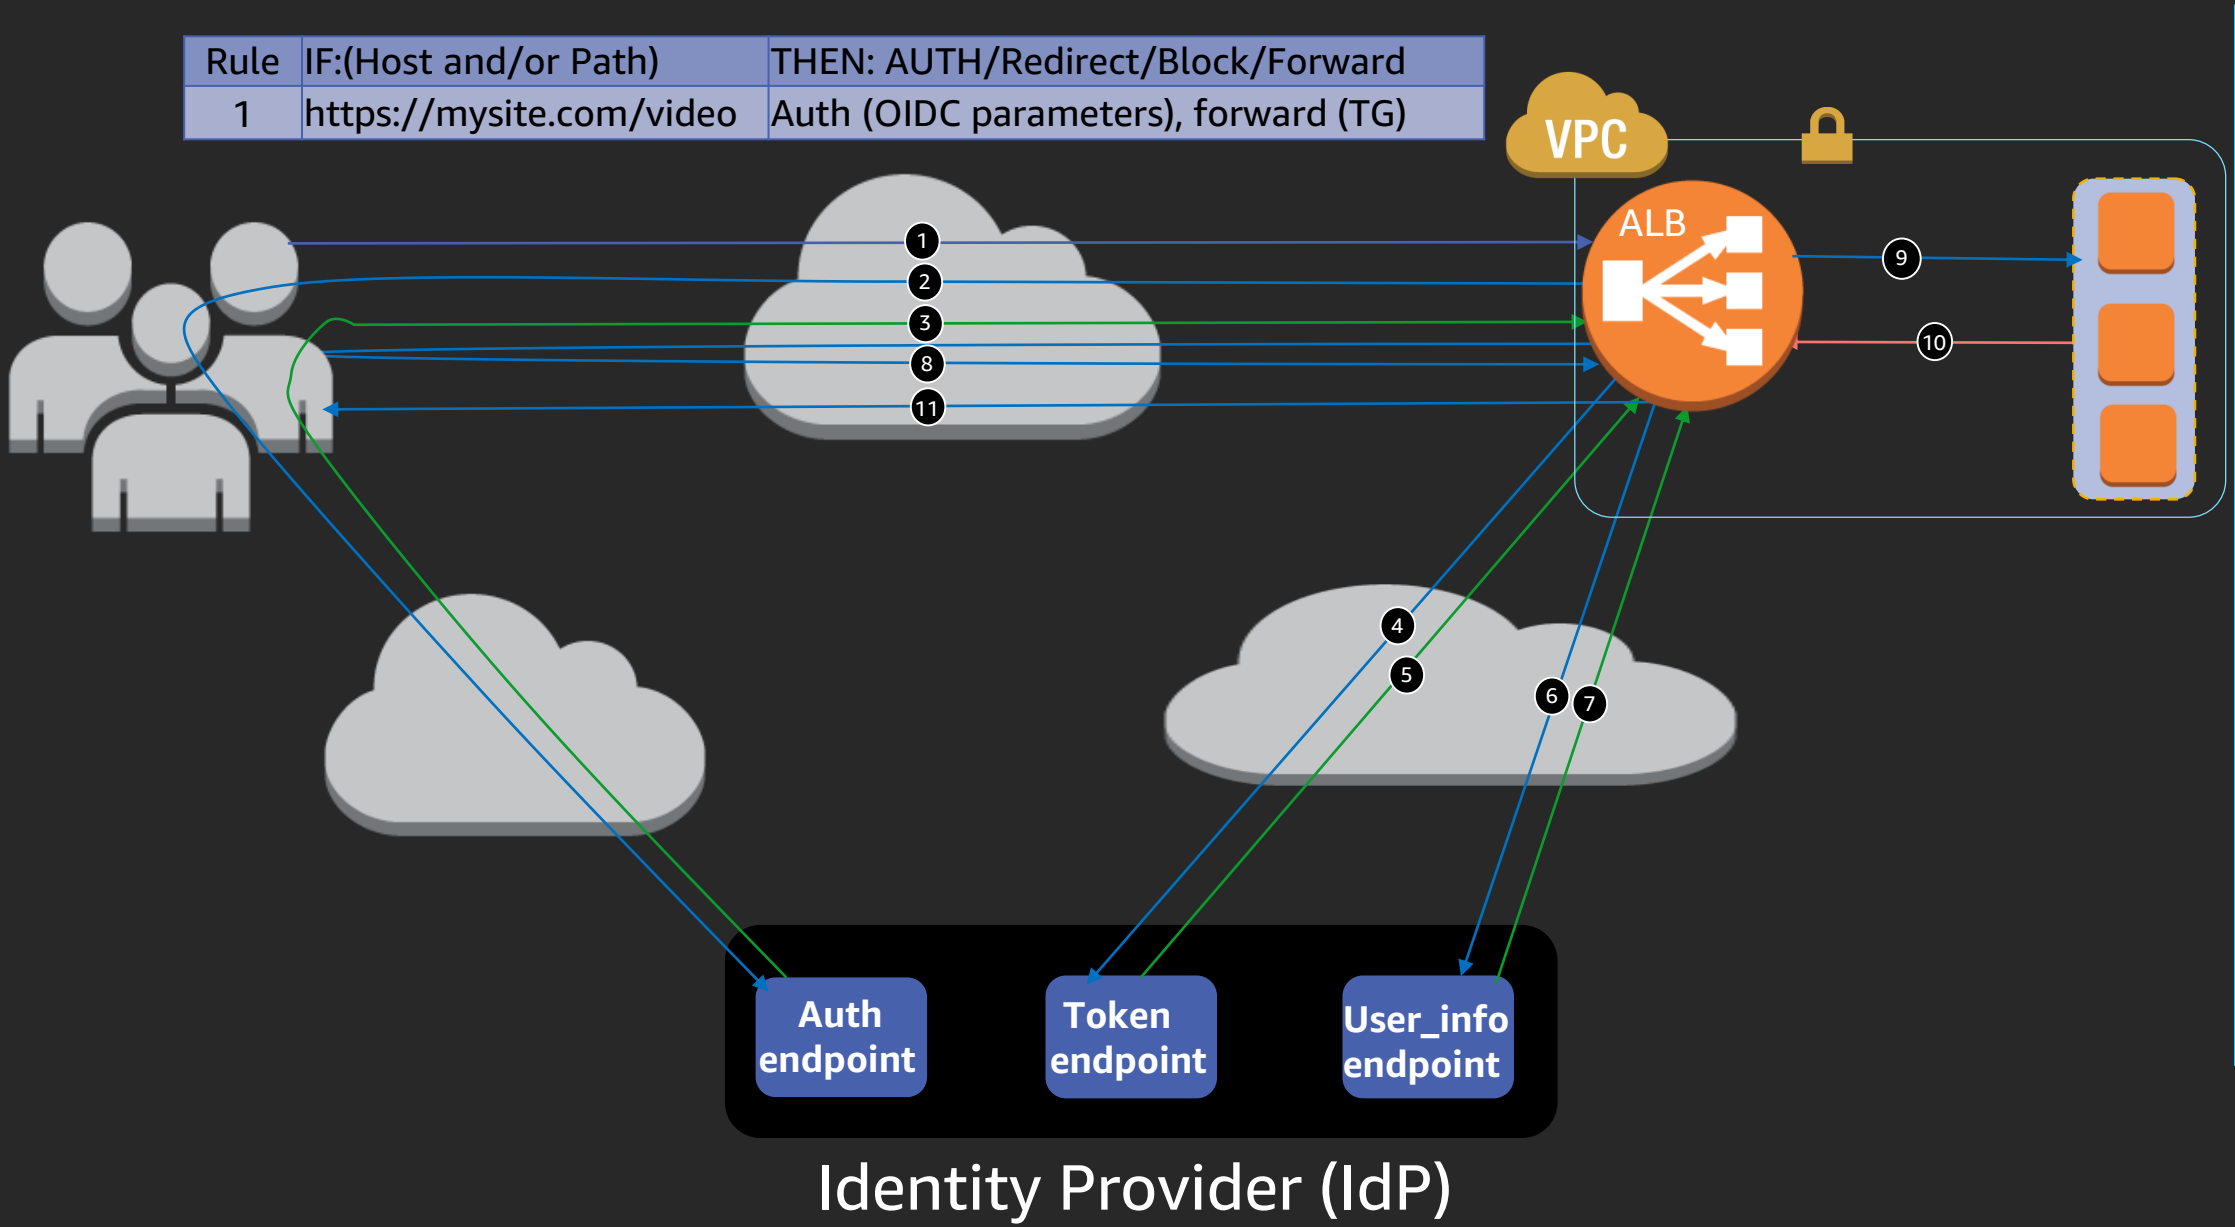 Rule IF:(Host and/or Path) THEN: AUTH/Redirect/Block/Forward
1 https://mysite.com/video Auth (OIDC parameters), forward (TG)
VPC
ALB
1
2
3
8
11
9
10
4
5
6
7
Auth
endpoint
Token
endpoint
User_info
endpoint
Identity Provider (IdP)